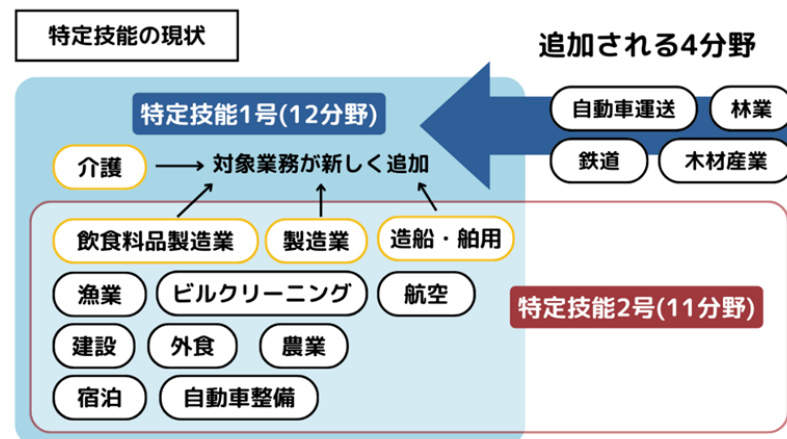 特定技能の現状
追加される4分野
特定技能1号(12分野)
自動車運送
林業
鉄道
木材産業
介護
対象業務が新しく追加
飲食料品製造業
製造業
造船・舶用
漁業
ビルクリーニング
航空
特定技能2号(11分野)
建設
外食
農業
宿泊
自動車整備